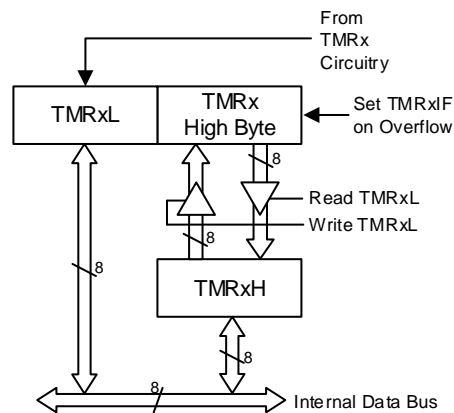 From
TMRx
Circuitry
TMRxL
TMRx
High Byte
Set TMRxIF
on Overflow
8
Read TMRxL
Write TMRxL
8
8
TMRxH
8
8
Internal Data Bus